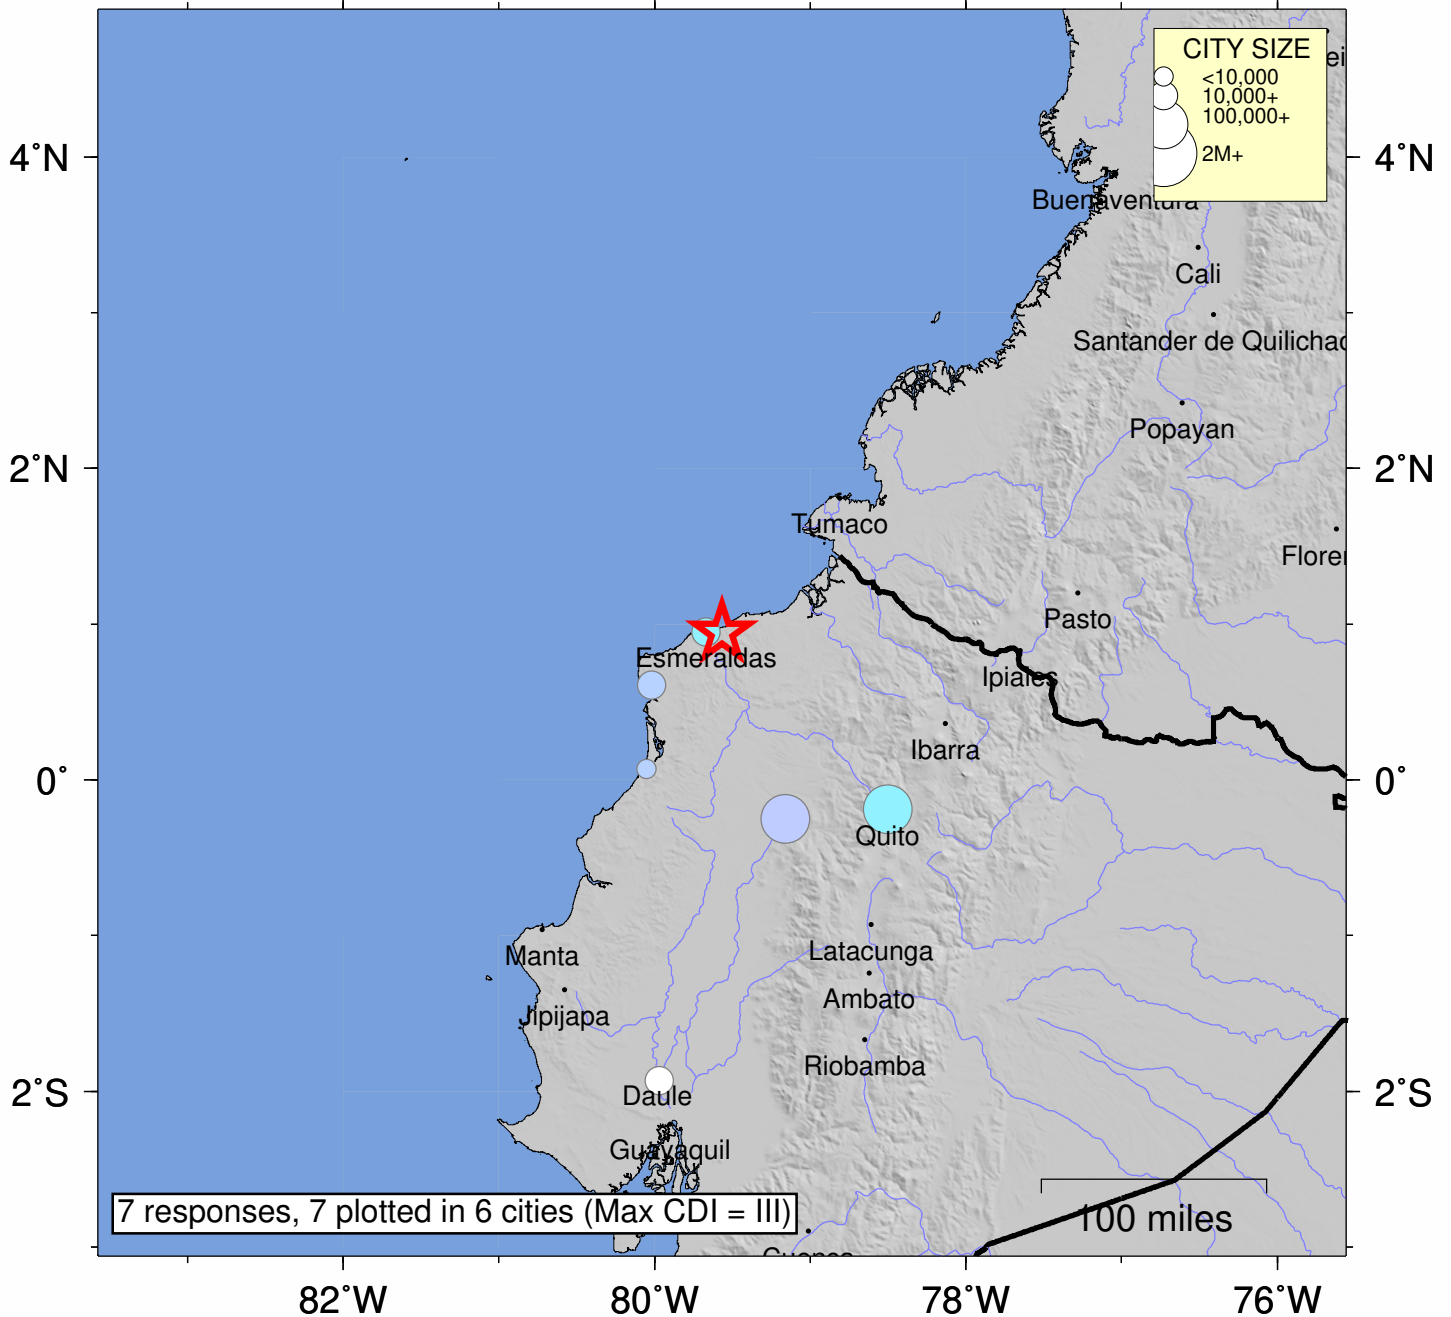 CITY SIZE
<10,000
10,000+
100,000+
2M+
4°N
4°N
Buenaventura
Cali
Santander de Quilichao
Popayan
2°N
2°N
Tumaco
Pasto
Esmeraldas
Ipiales
Ibarra
0°
0°
Quito
Latacunga
Manta
Ambato
Jipijapa
Riobamba
2°S
Daule
2°S
Guayaquil
7 responses, 7 plotted in 6 cities (Max CDI = III)
100 miles
Cuenca
82°W
80°W
78°W
76°W